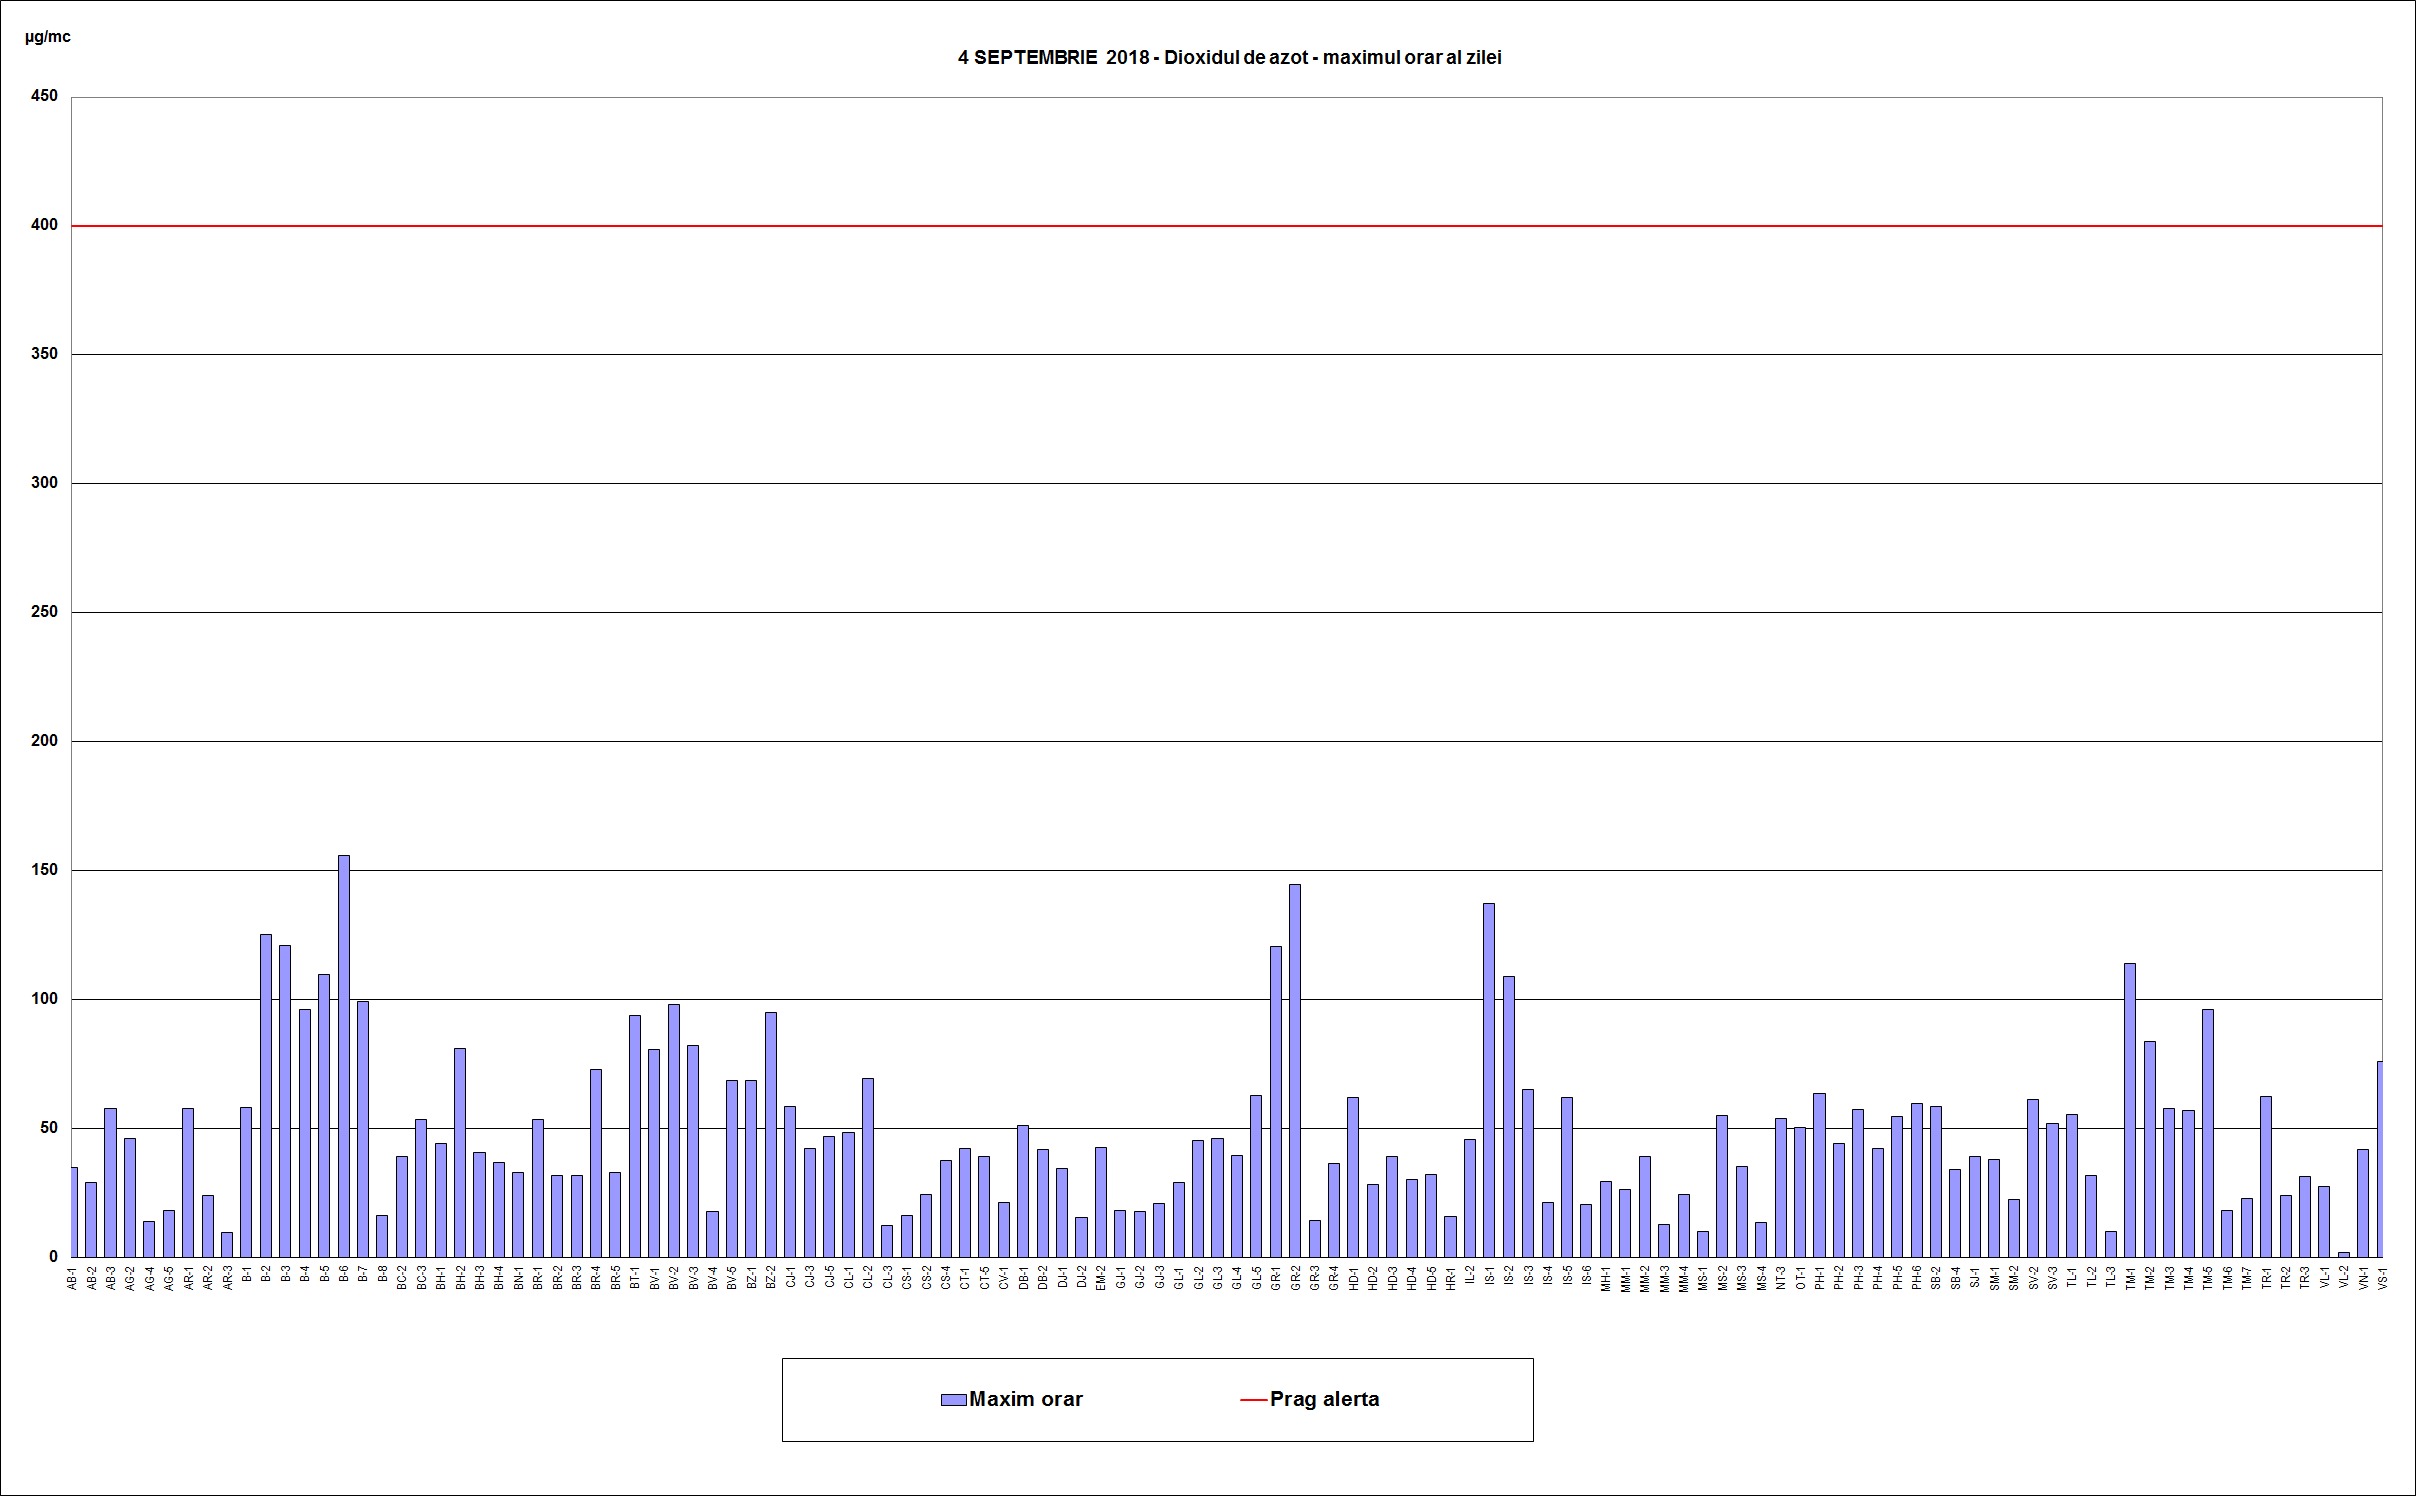 µg/mc
4 SEPTEMBRIE 2018 - Dioxidul de azot - maximul orar al zilei
450
400
350
300
250
200
150
100
50
0
AB-1 AB-2 AB-3 AG-2 AG-4 AG-5 AR-1 AR-2 AR-3 B-1 B-2 B-3 B-4 B-5 B-6 B-7 B-8 BC-2 BC-3 BH-1 BH-2 BH-3 BH-4 BN-1 BR-1 BR-2 BR-3 BR-4 BR-5 BT-1 BV-1 BV-2 BV-3 BV-4 BV-5 BZ-1 BZ-2 CJ-1 CJ-3 CJ-5 CL-1 CL-2 CL-3 CS-1 CS-2 CS-4 CT-1 CT-5 CV-1 DB-1 DB-2 DJ-1 DJ-2 EM-2 GJ-1 GJ-2 GJ-3 GL-1 GL-2 GL-3 GL-4 GL-5 GR-1 GR-2 GR-3 GR-4 HD-1 HD-2 HD-3 HD-4 HD-5 HR-1 IL-2 IS-1 IS-2 IS-3 IS-4 IS-5 IS-6 MH-1 MM-1 MM-2 MM-3 MM-4 MS-1 MS-2 MS-3 MS-4 NT-3 OT-1 PH-1 PH-2 PH-3 PH-4 PH-5 PH-6 SB-2 SB-4 SJ-1 SM-1 SM-2 SV-2 SV-3 TL-1 TL-2 TL-3 TM-1 TM-2 TM-3 TM-4 TM-5 TM-6 TM-7 TR-1 TR-2 TR-3 VL-1 VL-2 VN-1 VS-1
Maxim orar Prag alerta